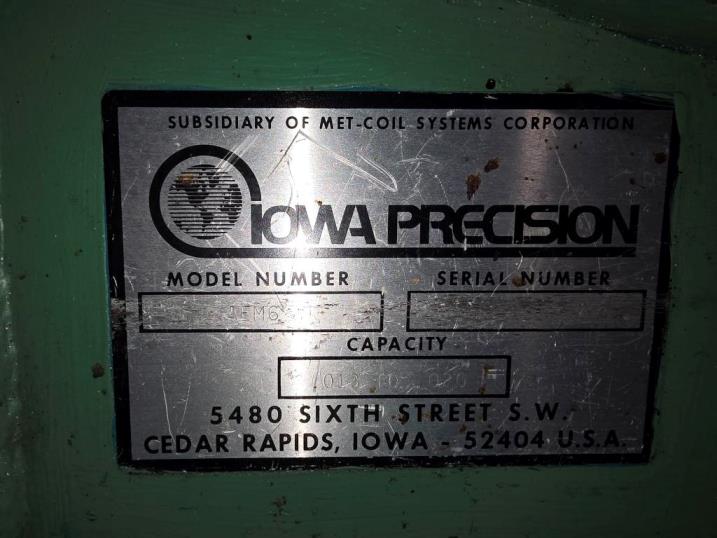 SUBSIDIARY OF MET-COIL SYSTEMS CORPORATION
IOWA PRECISION
MODEL NUMBER SERIAL NUMBER
CAPACITY
5480 SIXTH STREET S.W.
CEDAR RAPIDS, IOWA - 52404 U.S.A.